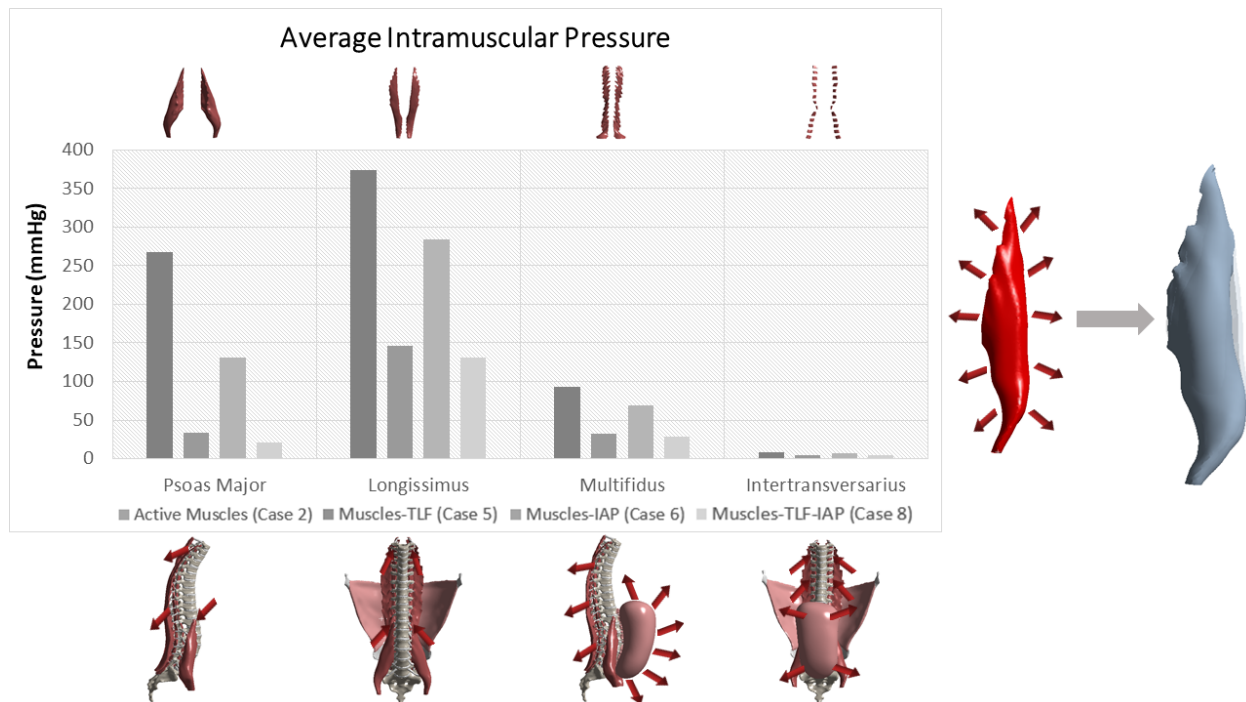 Average Intramuscular Pressure
400
350
300
250
200
150
100
50
0
Pressure (mmHg)
Psoas Major
Longissimus
Multifidus
Intertransversarius
Active Muscles (Case 2)
Muscles-TLF (Case 5)
Muscles-IAP (Case 6)
Muscles-TLF-IAP (Case 8)